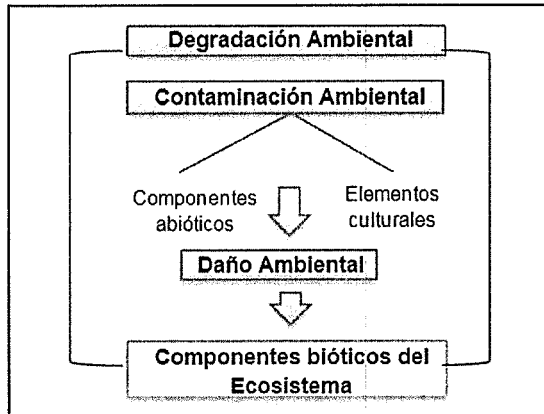 Degradación Ambiental
Contaminación Ambiental
Componentes
abióticos
Elementos
culturales
Daño Ambiental
Componentes bióticos del
Ecosistema